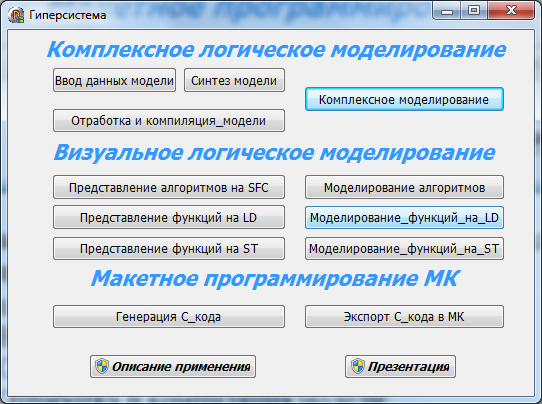 Гиперсистема
Комплексное логическое моделирование
Ввод данных модели
Синтез модели
Комплексное моделирование
Отработка и компиляция_модели
Визуальное логическое моделирование
Представление алгоритмов на SFC
Моделирование алгоритмов
Представление функций на LD
Моделирование_функций_на_LD
Представление функций на ST
Моделирование_функций_на_ST
Макетное программирование МК
Генерация С_кода
Экспорт С_кода в МК
Описание применения
Презентация